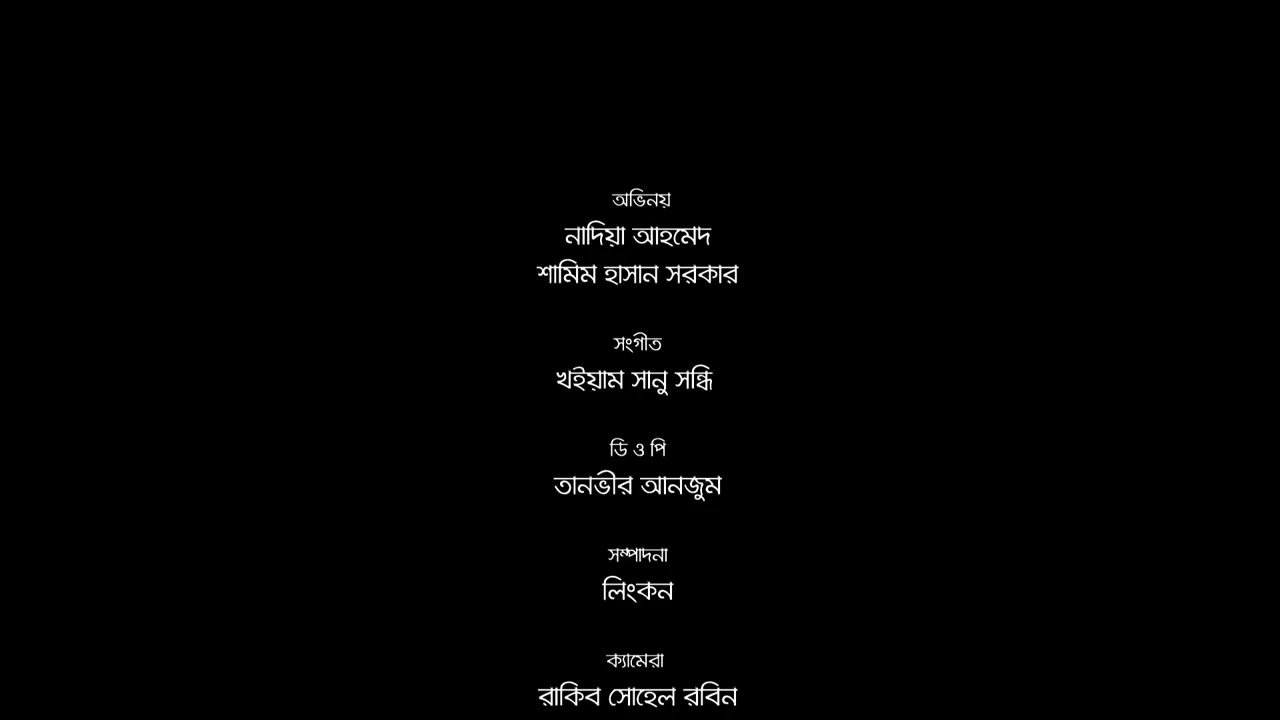 অভিনয়
নাদিয়া আহমেদ
শামিম হাসান সরকার
সংগীত
খইয়াম সানু সন্ধি
ডি ও পি
তানভীর আনজুম
সম্পাদনা
লিংকন
ক্যামেরা
রাকিব সোহেল রবিন